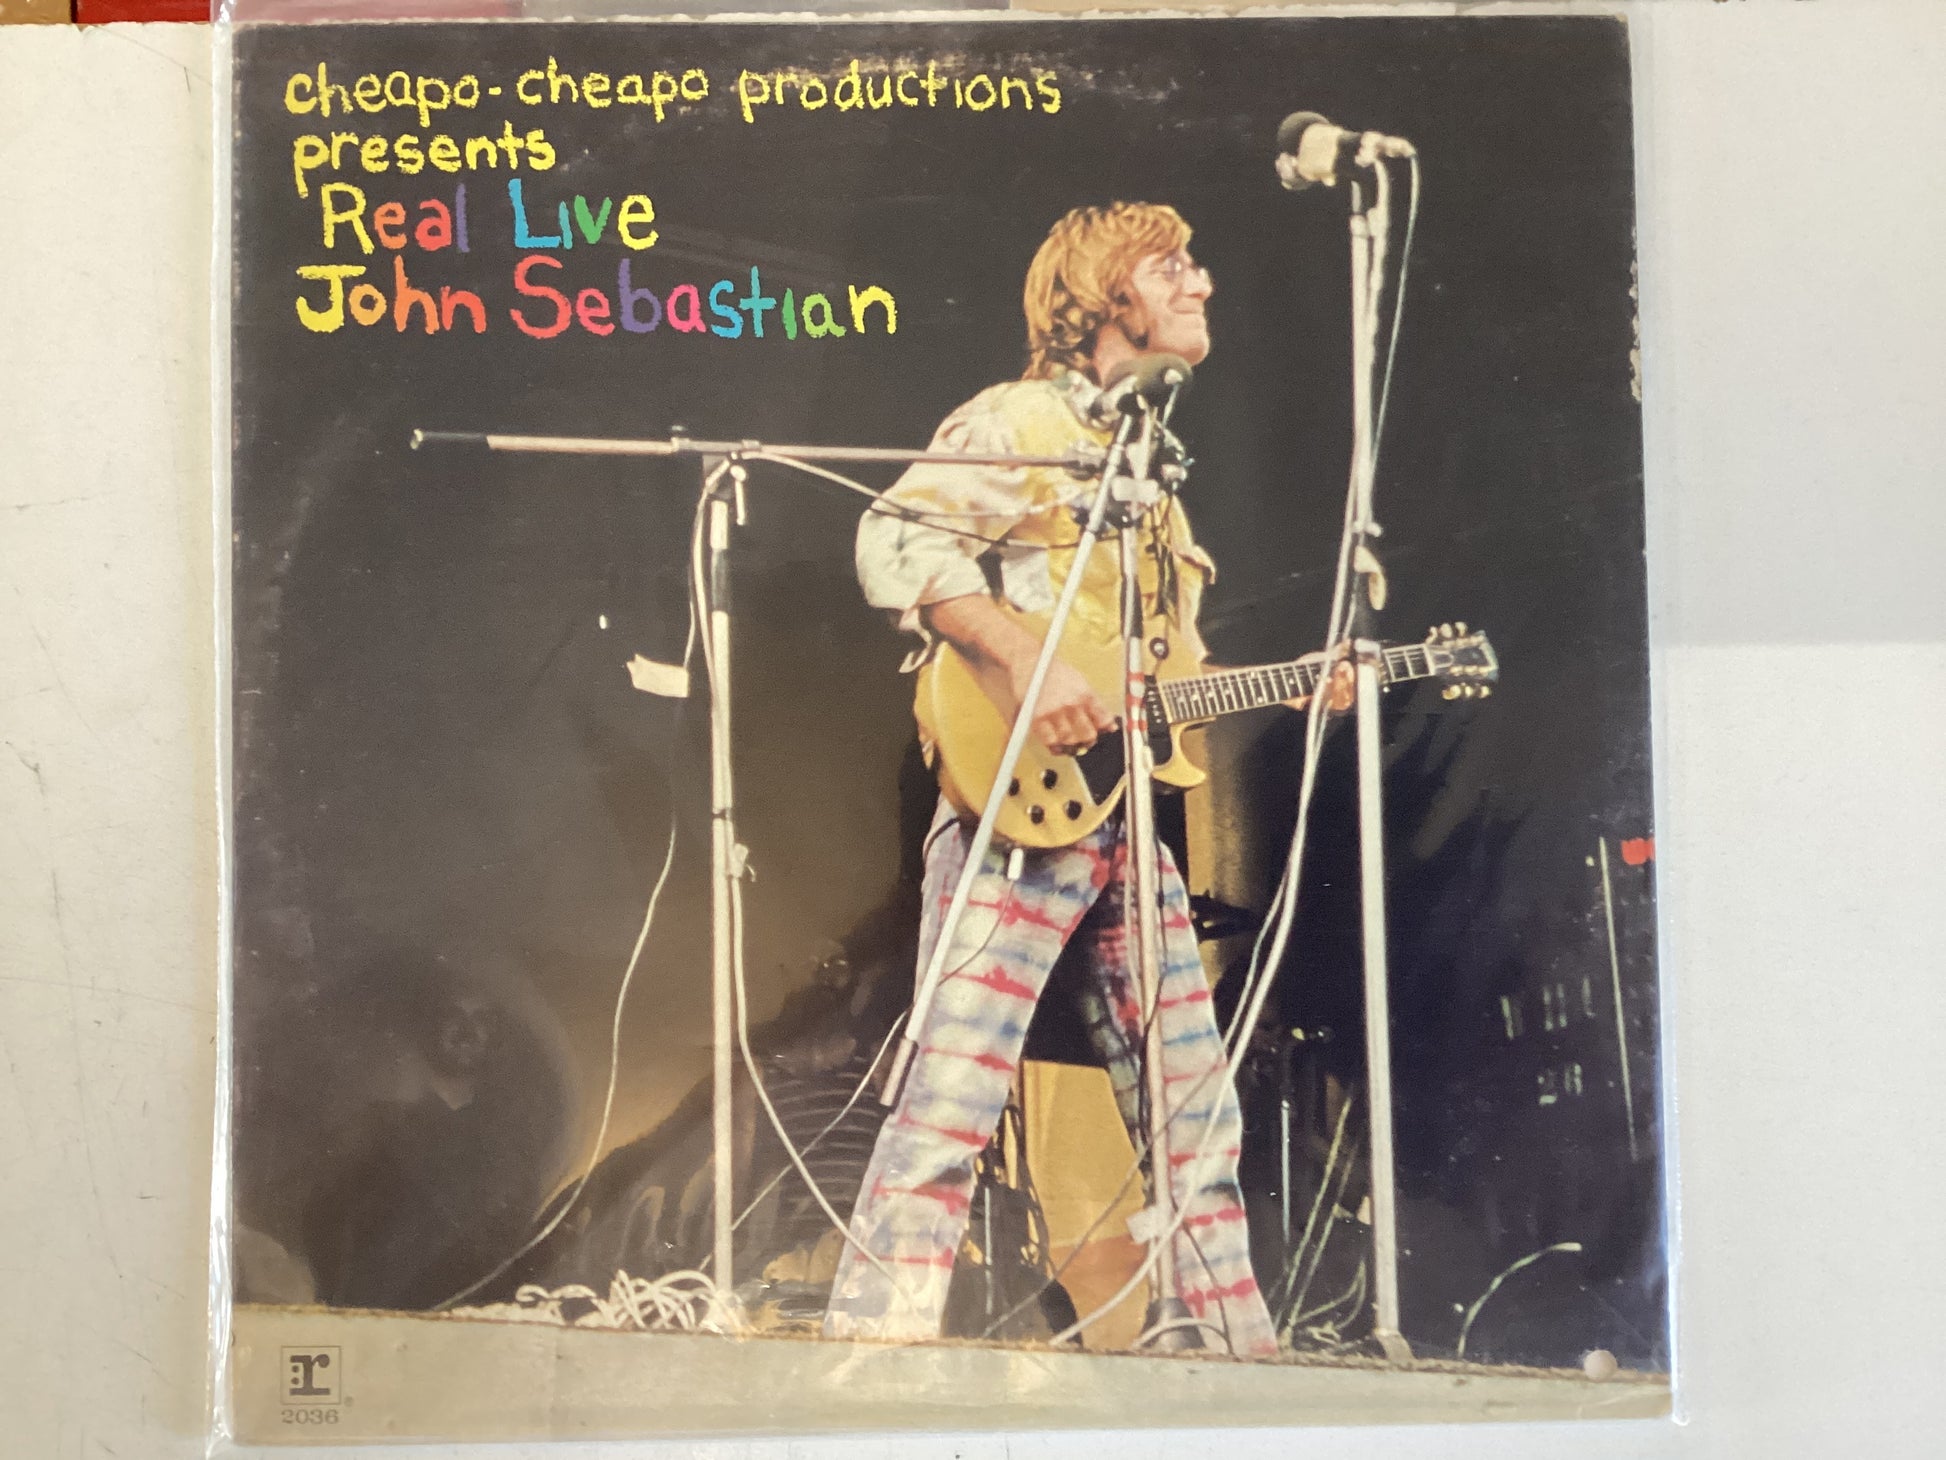 cheapo-cheapo productions
presents
Real Live
John Sebastian
:r
®
2036